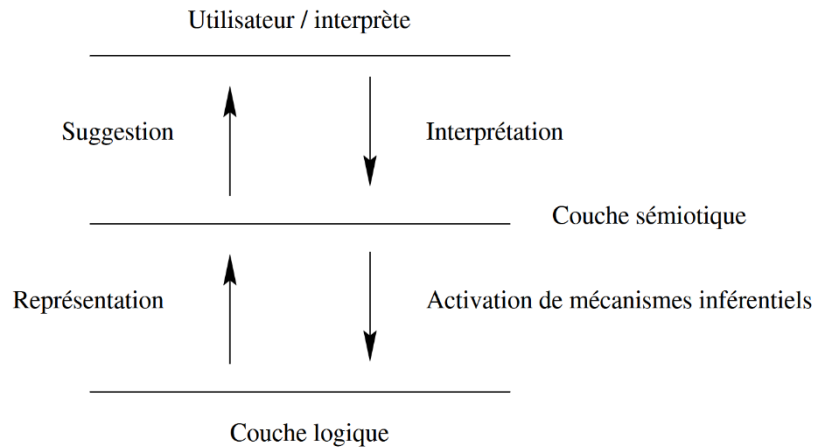 Utilisateur / interprète
Suggestion
Interprétation
Couche sémiotique
Représentation
Activation de mécanismes inférentiels
Couche logique